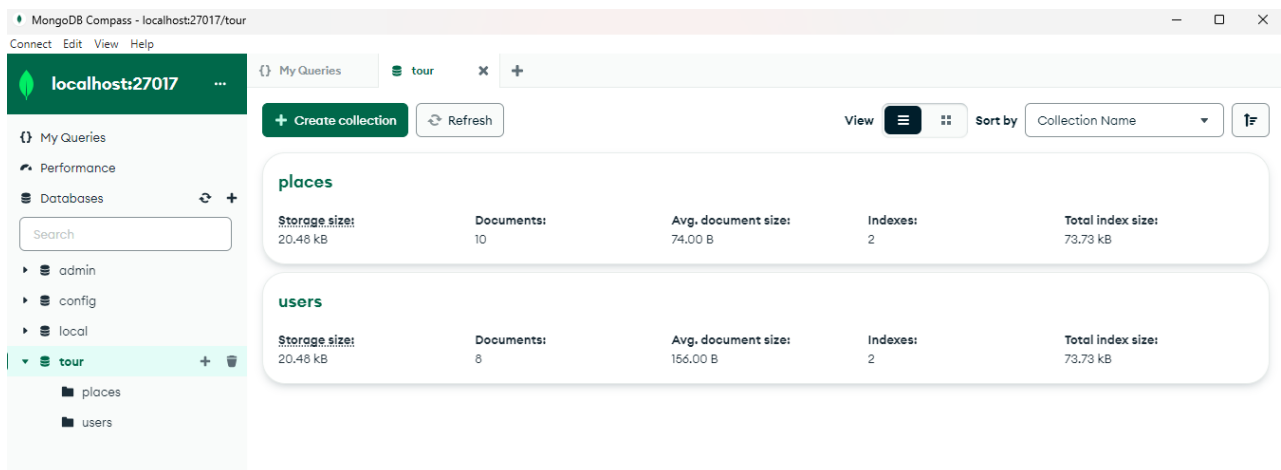 MongoDB Compass - localhost:27017/tour
Connect Edit View Help
localhost:27017 ...
{} My Queries
Performance
Databases
Search
admin
config
local
tour
places
users
{} My Queries tour
Create collection Refresh View Sort by Collection Name
places
Storage size: Documents: Avg. document size: Indexes: Total index size:
20.48 kB 10 74.00 B 2 73.73 kB
users
Storage size: Documents: Avg. document size: Indexes: Total index size:
20.48 kB 8 156.00 B 2 73.73 kB